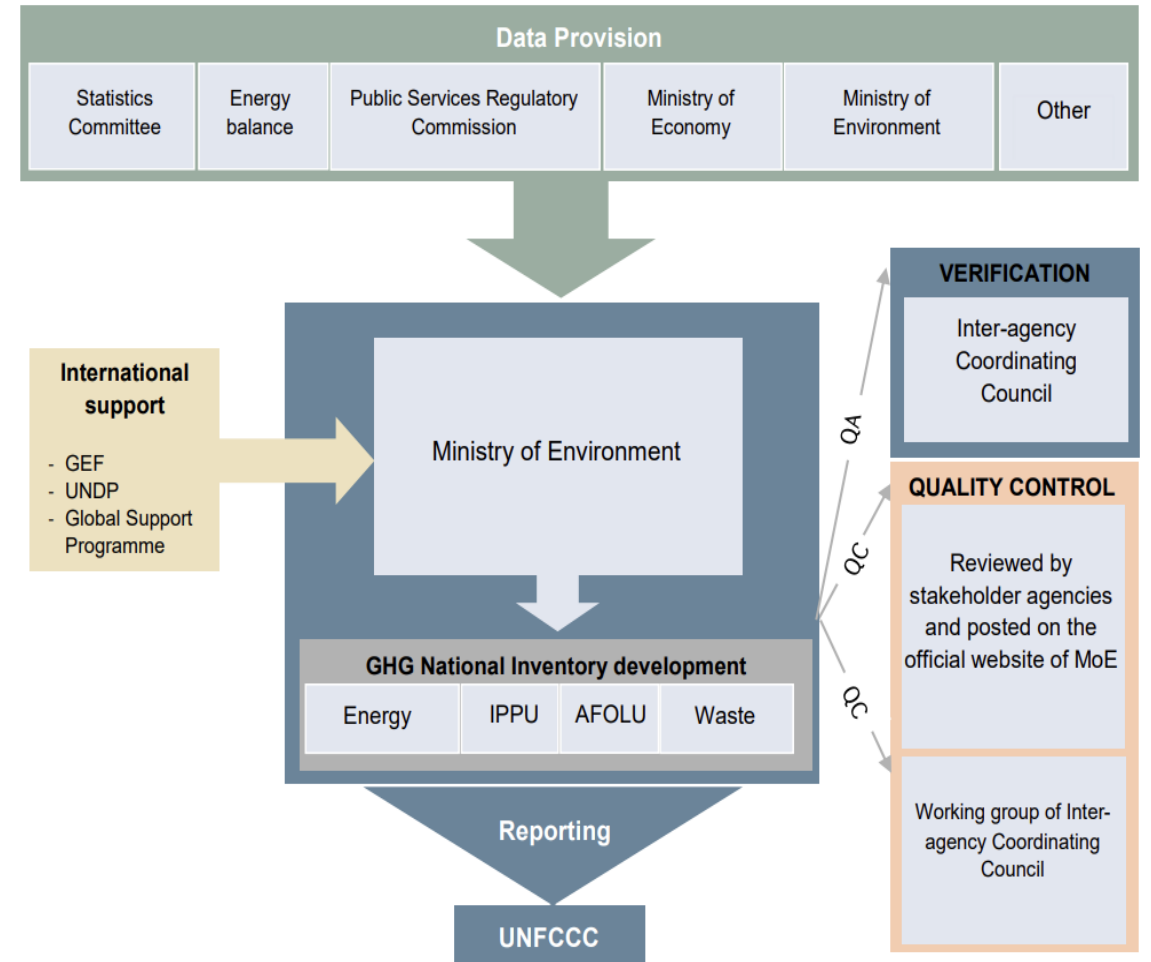 Data Provision
Statistics
Committee
Energy
balance
Public Services Regulatory
Commission
Ministry of
Economy
Ministry of
Environment
Other
International
support
- GEF
- UNDP
- Global Support
Programme
Ministry of Environment
GHG National Inventory development
Energy
IPPU
AFOLU
Waste
Reporting
UNFCCC
QA
QC
QC
VERIFICATION
Inter-agency
Coordinating
Council
QUALITY CONTROL
Reviewed by
stakeholder agencies
and posted on the
official website of MoE
Working group of Inter-
agency Coordinating
Council